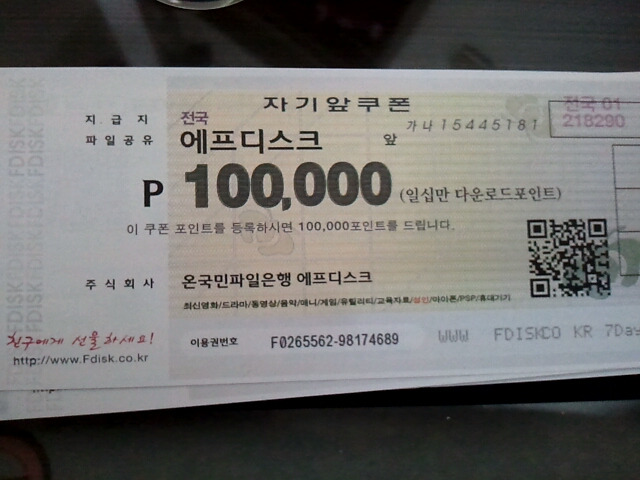 자기앞쿠폰
지 급 지 전국
전국 01
218290
파일공유 에프디스크 앞
가나 15445181
P 100,000 (일십만 다운로드포인트)
이 쿠폰 포인트를 등록하시면 100,000포인트를 드립니다.
주식회사 온국민파일은행 에프디스크
최신영화/드라마/동영상/음악/애니/게임/유틸리티/교육자료/성인/아이폰/PSP/휴대기기
친구에게 선물하세요!
http://www.Fdisk.co.kr
이용권번호 F0265562-98174689 WWW FDISKCO KR 7Day
FDISK FDISK FDISK